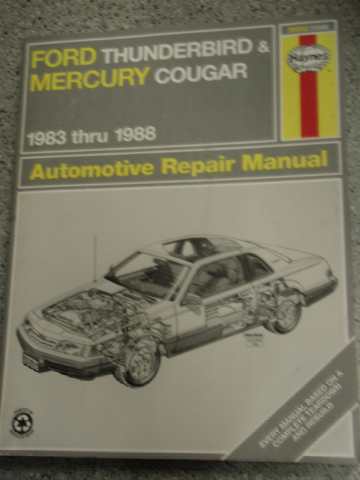 FORD THUNDERBIRD &
MERCURY COUGAR
Haynes
1983 thru 1988
Automotive Repair Manual
EVERY MANUAL BASED ON A
COMPLETE TEARDOWN
AND REBUILD